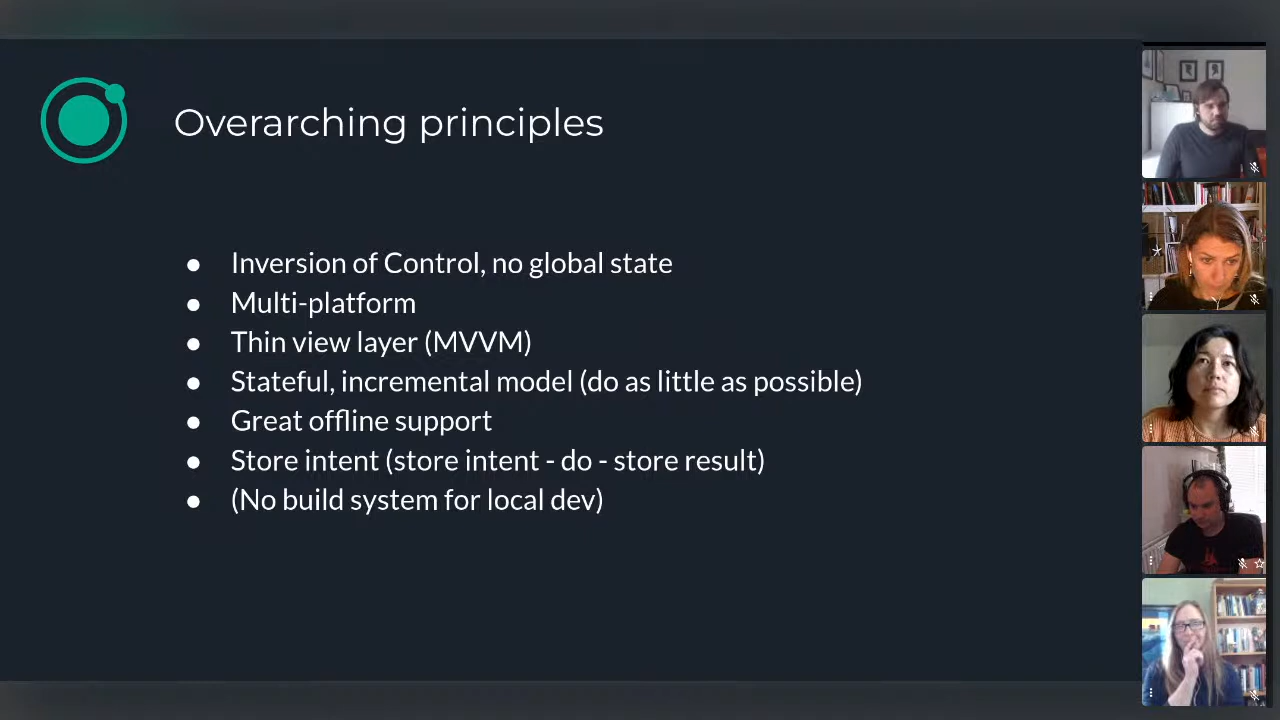 Overarching principles
● Inversion of Control, no global state
● Multi-platform
● Thin view layer (MVVM)
● Stateful, incremental model (do as little as possible)
● Great offline support
● Store intent (store intent - do - store result)
● (No build system for local dev)